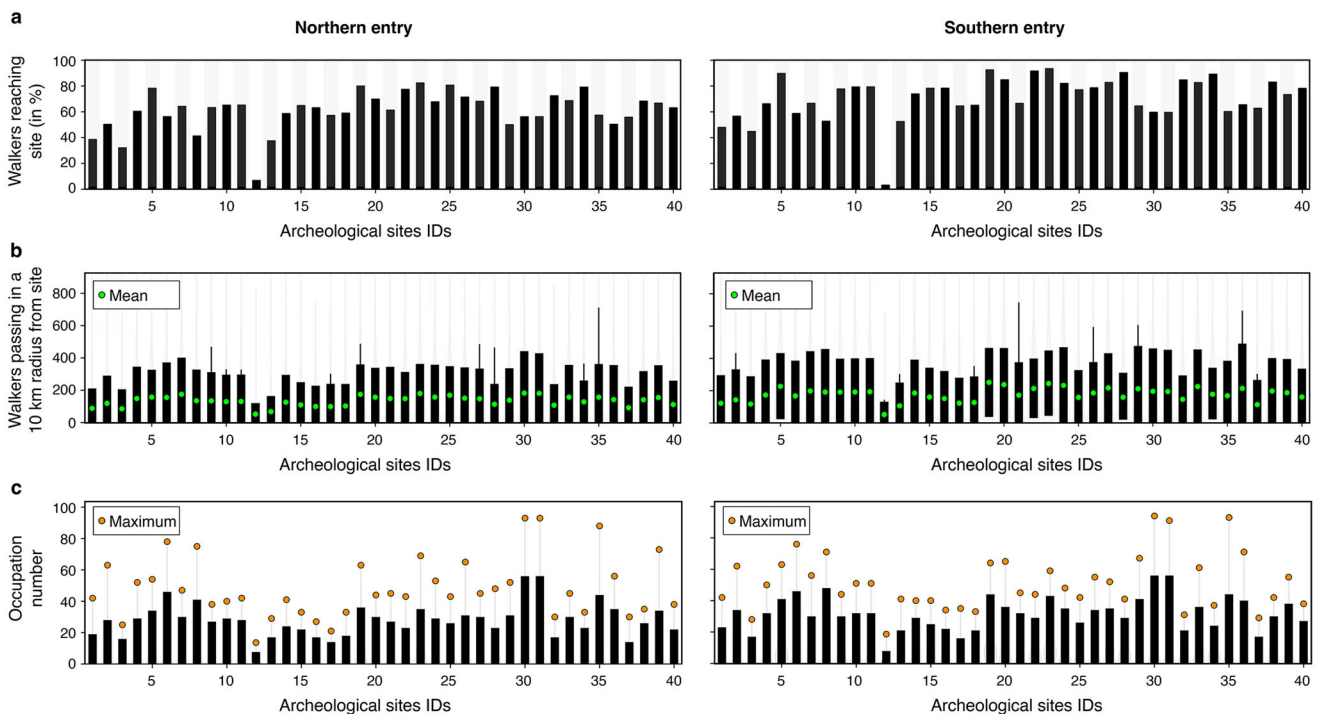 a
Northern entry
Southern entry
Walkers reaching
site (in %)
100
80
60
40
20
0
5 10 15 20 25 30 35 40
5 10 15 20 25 30 35 40
Archeological sites IDs
Archeological sites IDs
b
Walkers passing in a
10 km radius from site
800
600
400
200
0
Mean
Mean
5 10 15 20 25 30 35 40
5 10 15 20 25 30 35 40
Archeological sites IDs
Archeological sites IDs
c
Occupation
number
100
80
60
40
20
0
Maximum
Maximum
5 10 15 20 25 30 35 40
5 10 15 20 25 30 35 40
Archeological sites IDs
Archeological sites IDs